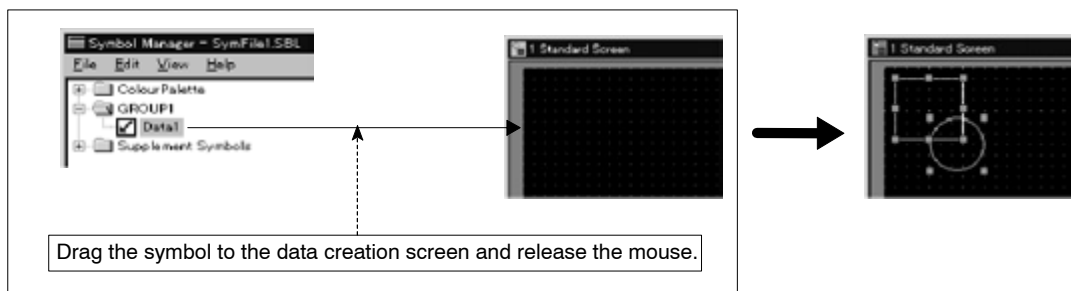 Symbol Manager - SymFile1.SBL
File Edit View Help
Colour Palette
GROUP1
Data1
Supplement Symbols
1 Standard Screen
1 Standard Screen
Drag the symbol to the data creation screen and release the mouse.